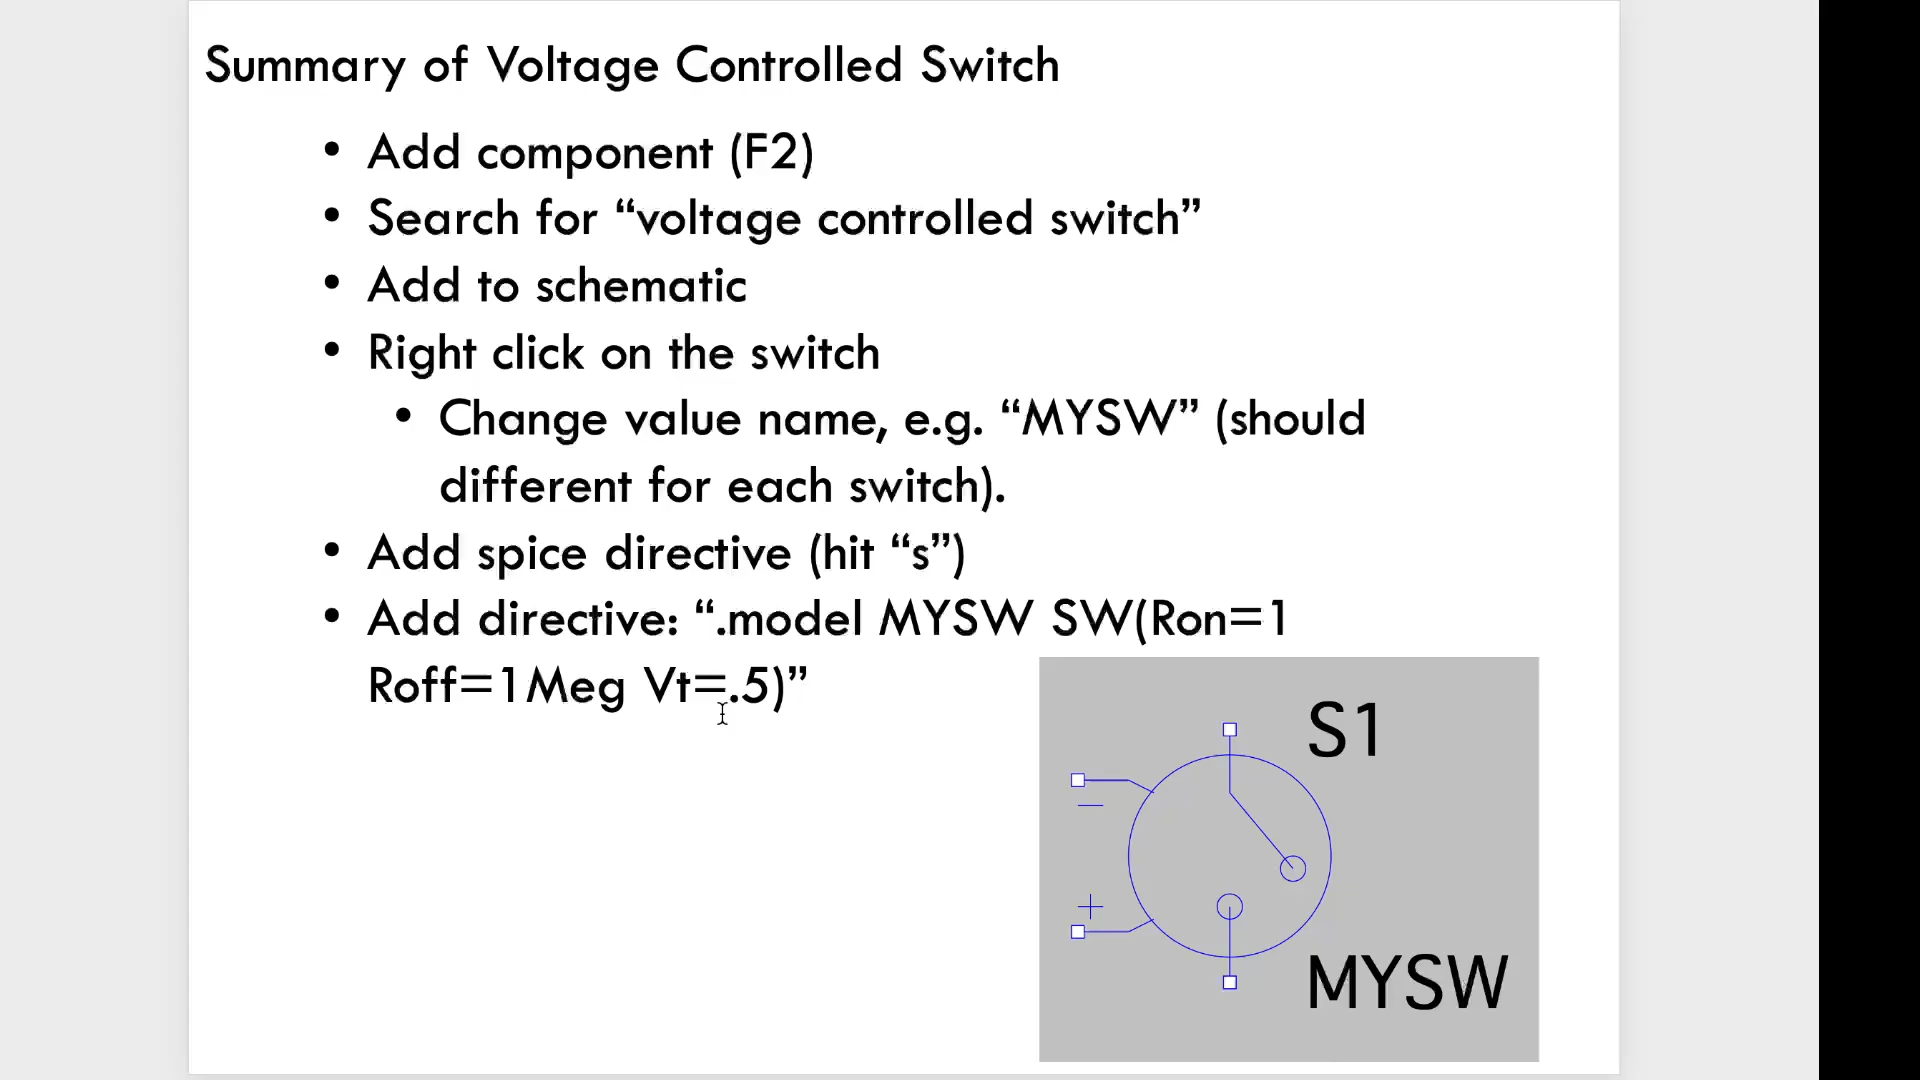 Summary of Voltage Controlled Switch
• Add component (F2)
• Search for “voltage controlled switch”
• Add to schematic
• Right click on the switch
• Change value name, e.g. “MYSW” (should
different for each switch).
• Add spice directive (hit “s”)
• Add directive: “.model MYSW SW(Ron=1
Roff=1Meg Vt=.5)”
S1
−
+
MYSW